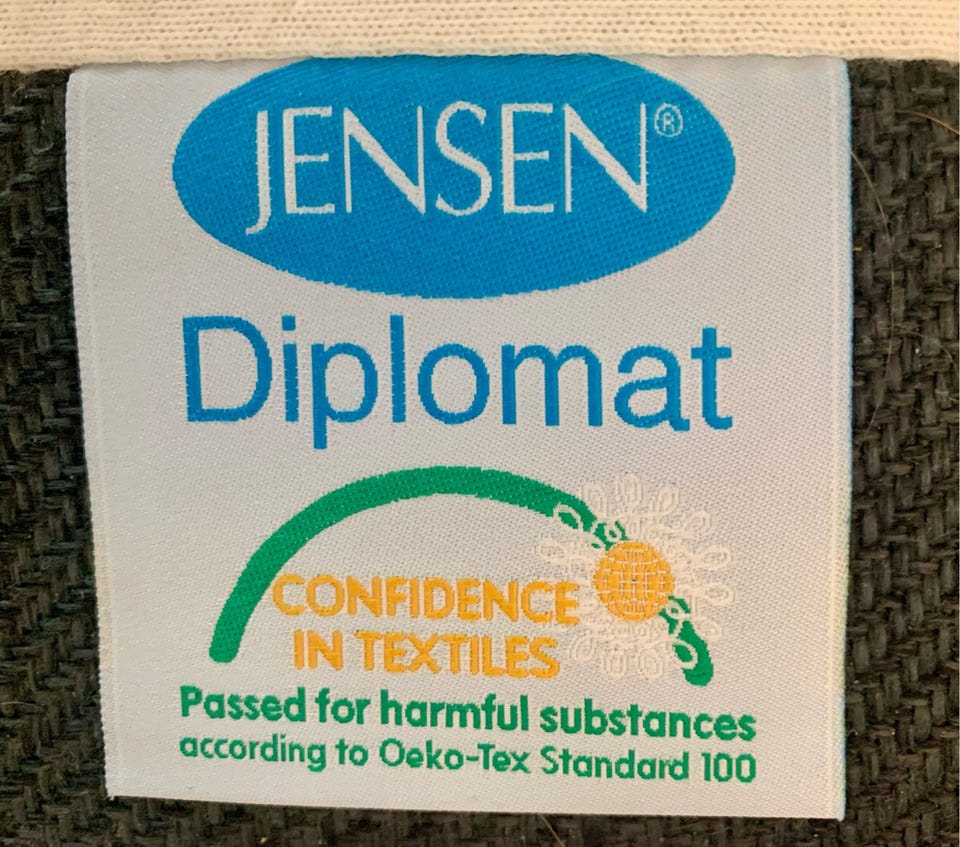 JENSEN®
Diplomat
CONFIDENCE
IN TEXTILES
Passed for harmful substances
according to Oeko-Tex Standard 100